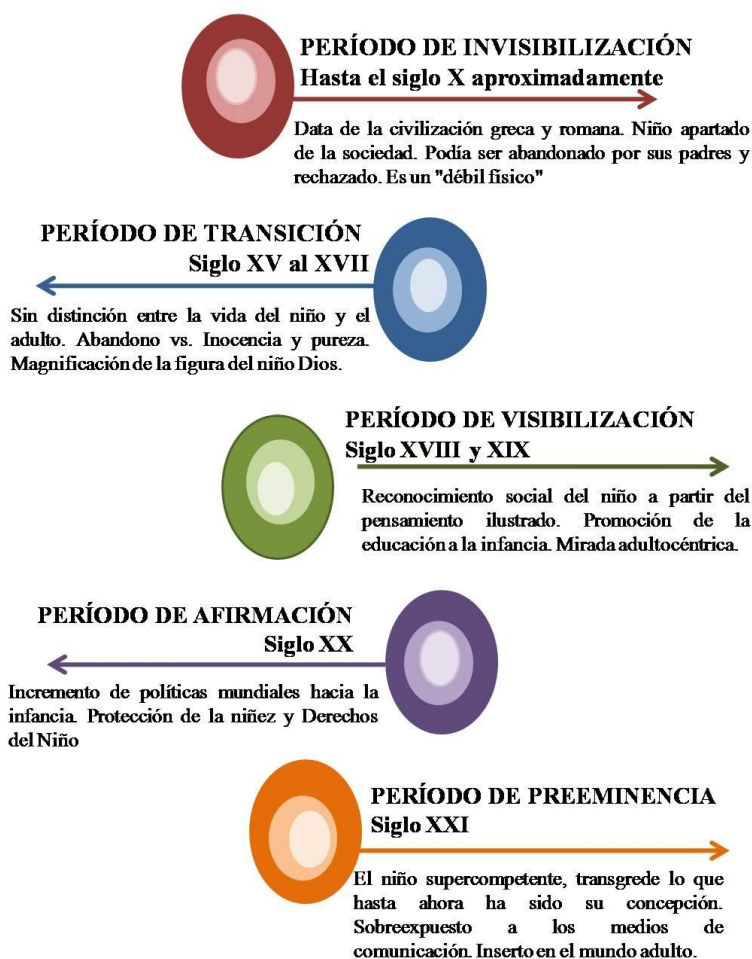 PERÍODO DE INVISIBILIZACIÓN
Hasta el siglo X aproximadamente
Data de la civilización greca y romana. Niño apartado
de la sociedad. Podía ser abandonado por sus padres y
rechazado. Es un "débil físico"
PERÍODO DE TRANSICIÓN
Siglo XV al XVII
Sin distinción entre la vida del niño y el
adulto. Abandono vs. Inocencia y pureza.
Magnificación de la figura del niño Dios.
PERÍODO DE VISIBILIZACIÓN
Siglo XVIII y XIX
Reconocimiento social del niño a partir del
pensamiento ilustrado. Promoción de la
educación a la infancia. Mirada adultocéntrica.
PERÍODO DE AFIRMACIÓN
Siglo XX
Incremento de políticas mundiales hacia la
infancia. Protección de la niñez y Derechos
del Niño
PERÍODO DE PREEMINENCIA
Siglo XXI
El niño supercompetente, transgrede lo que
hasta ahora ha sido su concepción.
Sobreexpuesto a los medios de
comunicación. Inserto en el mundo adulto.